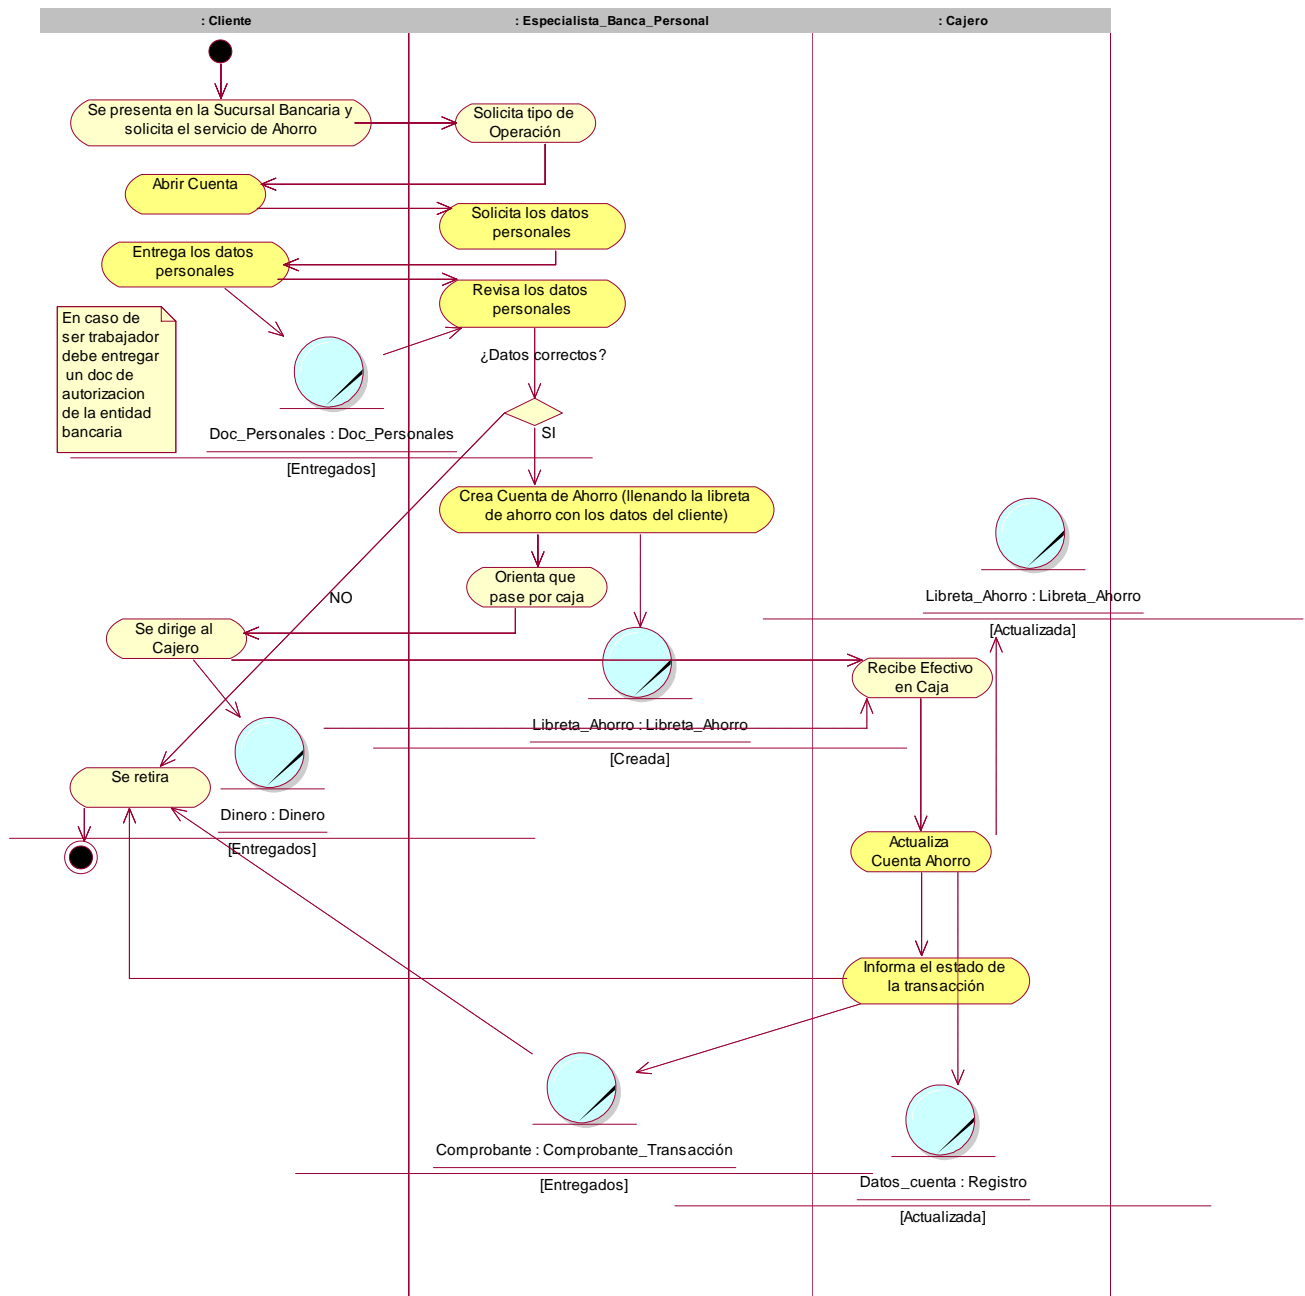 : Cliente
: Especialista_Banca_Personal
: Cajero
Se presenta en la Sucursal Bancaria y
solicita el servicio de Ahorro
Solicita tipo de
Operación
Abrir Cuenta
Solicita los datos
personales
Entrega los datos
personales
Revisa los datos
personales
En caso de
ser trabajador
debe entregar
un doc de
autorizacion
de la entidad
bancaria
¿Datos correctos?
SI
Doc_Personales : Doc_Personales
[Entregados]
Crea Cuenta de Ahorro (llenando la libreta
de ahorro con los datos del cliente)
Orienta que
pase por caja
NO
Libreta_Ahorro : Libreta_Ahorro
[Actualizada]
Se dirige al
Cajero
Recibe Efectivo
en Caja
Libreta_Ahorro : Libreta_Ahorro
[Creada]
Se retira
Dinero : Dinero
[Entregados]
Actualiza
Cuenta Ahorro
Informa el estado de
la transacción
Comprobante : Comprobante_Transacción
[Entregados]
Datos_cuenta : Registro
[Actualizada]